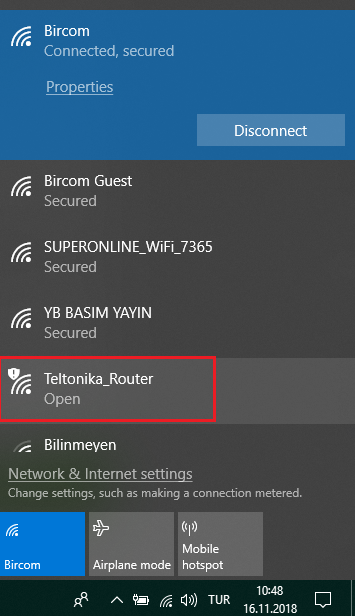 Bircom
Connected, secured
Properties
Disconnect
Bircom Guest
Secured
SUPERONLINE_WiFi_7365
Secured
YB BASIM YAYIN
Secured
Teltonika_Router
Open
Bilinmeyen
Network & Internet settings
Change settings, such as making a connection metered.
Bircom
Airplane mode
Mobile
hotspot
TUR
10:48
16.11.2018